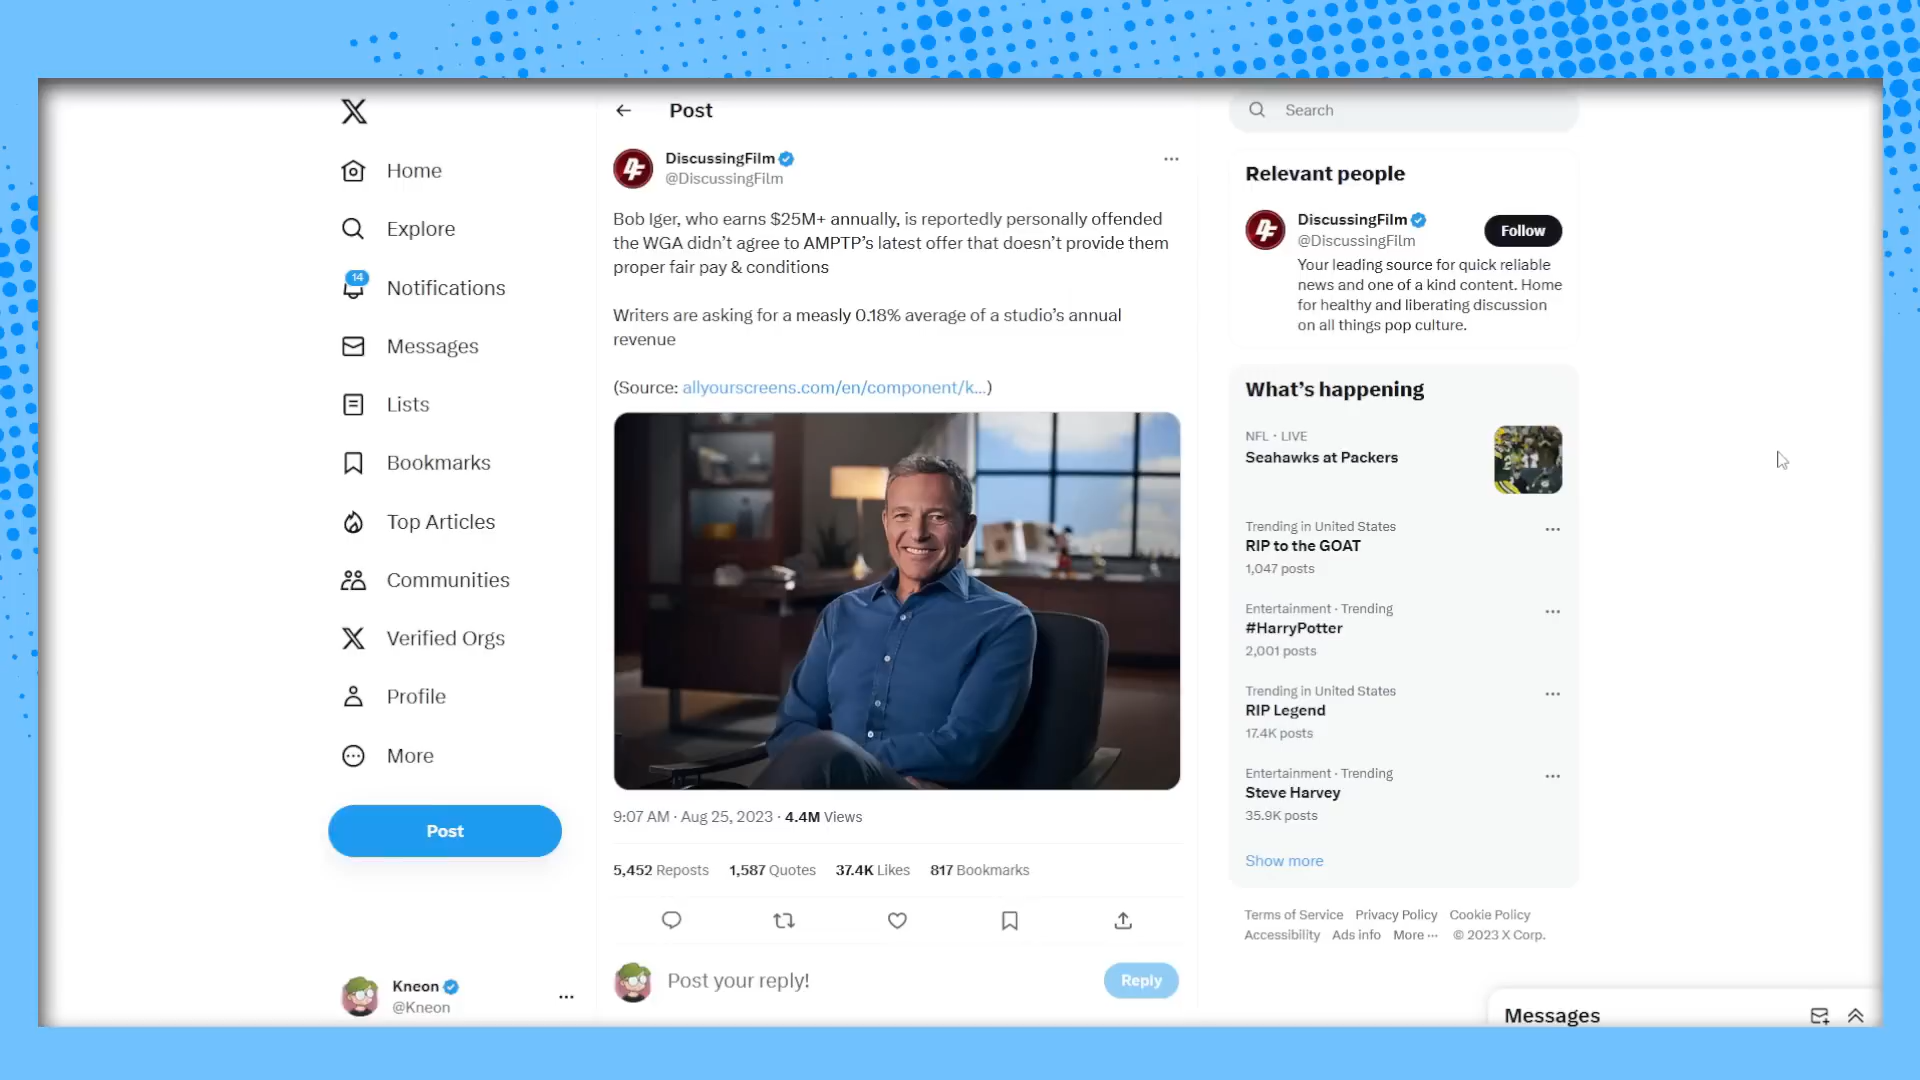 Home
Explore
14
Notifications
Messages
Lists
Bookmarks
Top Articles
Communities
Verified Orgs
Profile
More
Post
Kneon
@Kneon
Post
DiscussingFilm
@DiscussingFilm
Bob Iger, who earns $25M+ annually, is reportedly personally offended
the WGA didn't agree to AMPTP's latest offer that doesn't provide them
proper fair pay & conditions
Writers are asking for a measly 0.18% average of a studio's annual
revenue
(Source: allyourscreens.com/en/component/k...)
9:07 AM · Aug 25, 2023 · 4.4M Views
5,452 Reposts 1,587 Quotes 37.4K Likes 817 Bookmarks
Post your reply!
Reply
Search
Relevant people
DiscussingFilm
@DiscussingFilm
Follow
Your leading source for quick reliable
news and one of a kind content. Home
for healthy and liberating discussion
on all things pop culture.
What's happening
NFL · LIVE
Seahawks at Packers
Trending in United States
RIP to the GOAT
1,047 posts
Entertainment · Trending
#HarryPotter
2,001 posts
Trending in United States
RIP Legend
17.4K posts
Entertainment · Trending
Steve Harvey
35.9K posts
Show more
Terms of Service Privacy Policy Cookie Policy
Accessibility Ads info More ··· © 2023 X Corp.
Messages